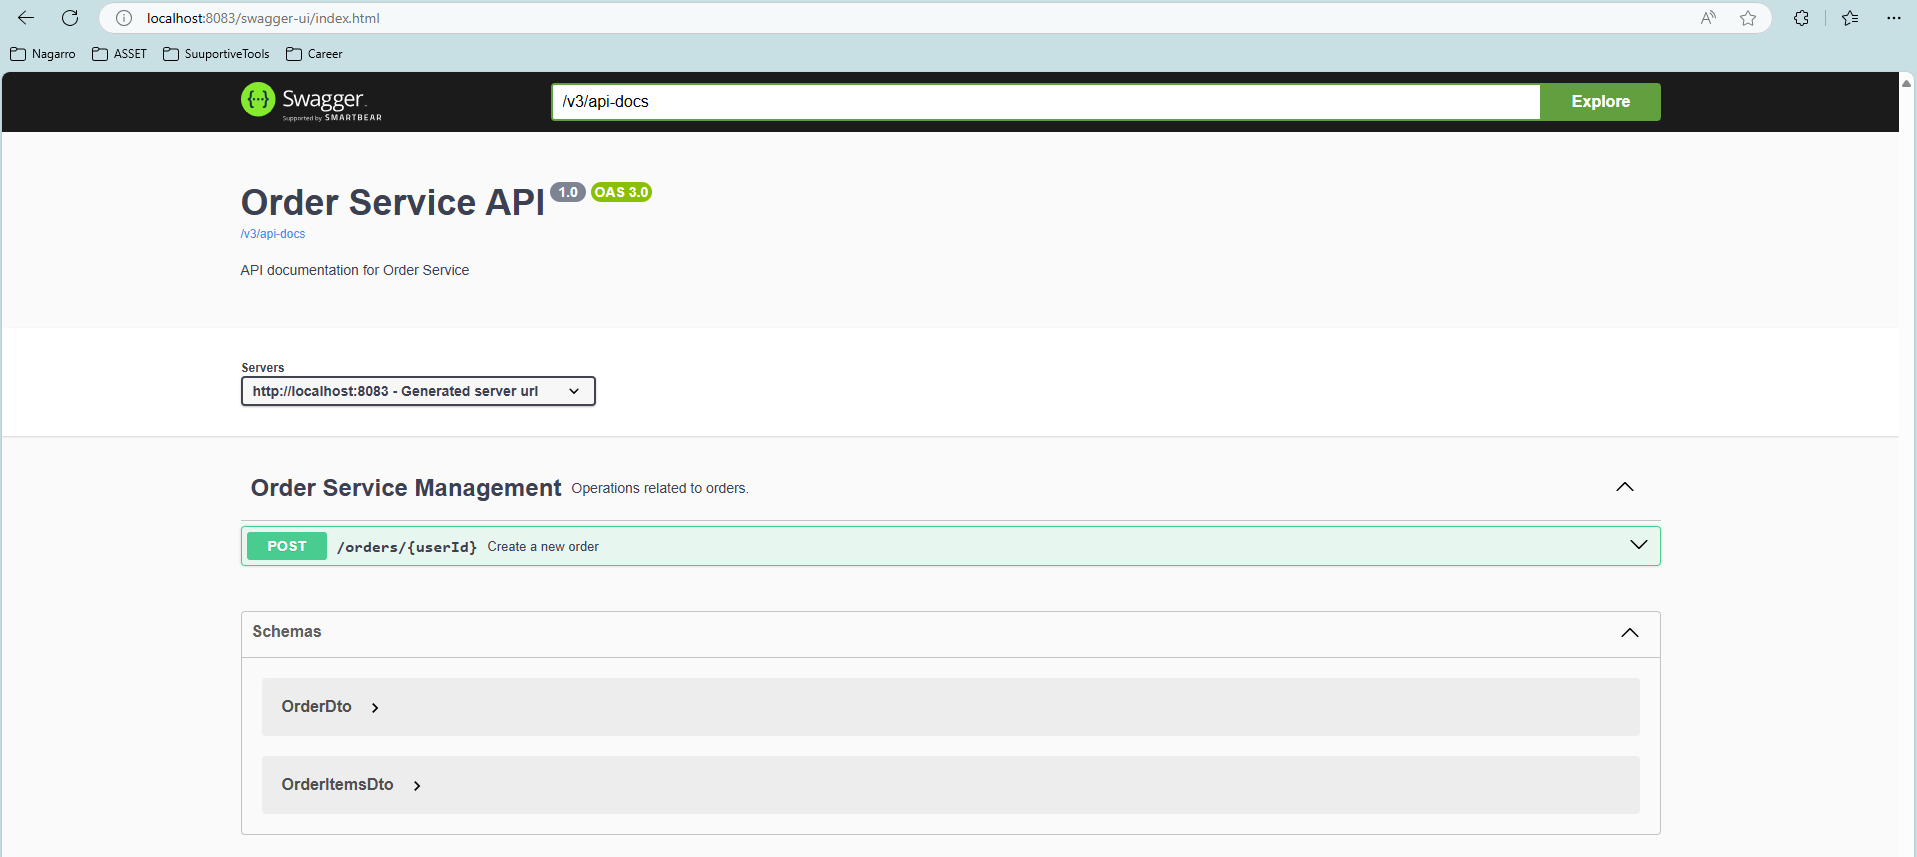 localhost:8083/swagger-ui/index.html
Nagarro ASSET SuuportiveTools Career
{···} Swagger. /v3/api-docs Explore
Supported by SMARTBEAR
Order Service API 1.0 OAS 3.0
/v3/api-docs
API documentation for Order Service
Servers
http://localhost:8083 - Generated server url
Order Service Management Operations related to orders.
POST /orders/{userId} Create a new order
Schemas
OrderDto
OrderItemsDto